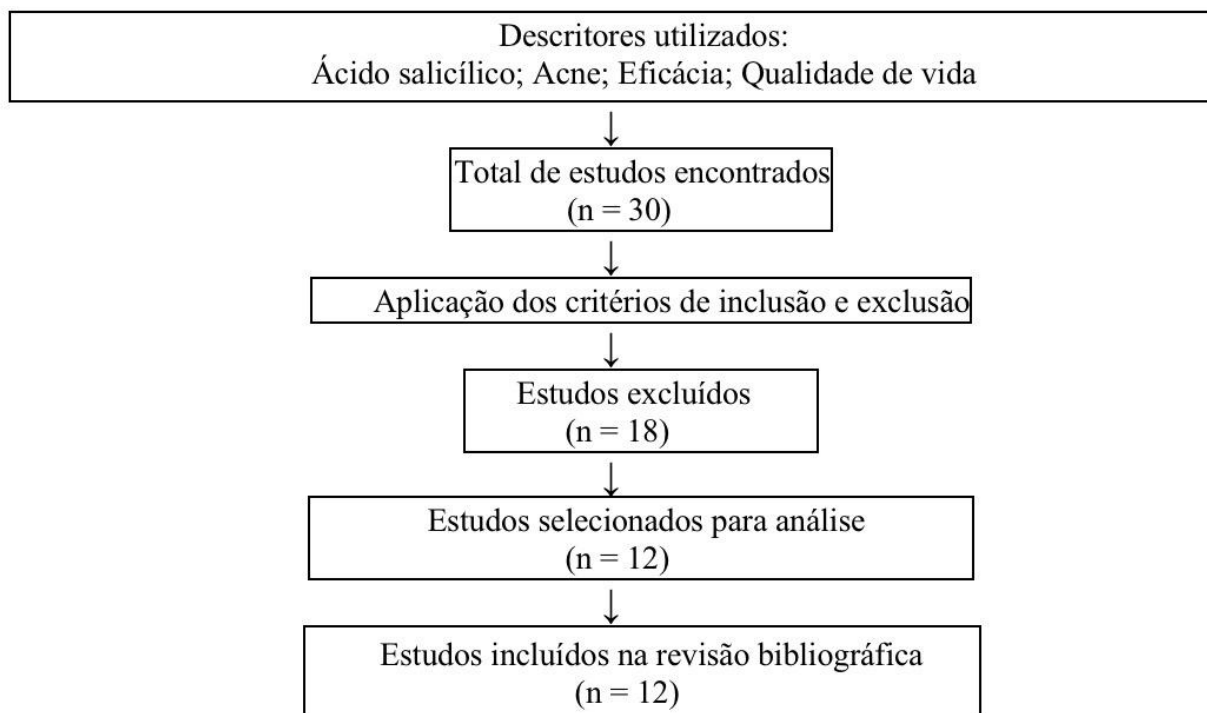 Descritores utilizados:
Ácido salicílico; Acne; Eficácia; Qualidade de vida
↓
Total de estudos encontrados
(n = 30)
↓
Aplicação dos critérios de inclusão e exclusão
↓
Estudos excluídos
(n = 18)
↓
Estudos selecionados para análise
(n = 12)
↓
Estudos incluídos na revisão bibliográfica
(n = 12)